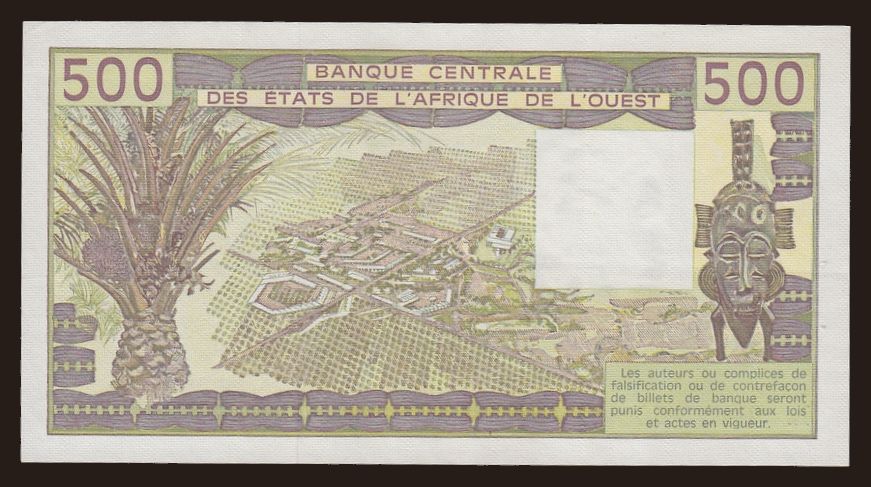 500
BANQUE CENTRALE
500
DES ÉTATS DE L'AFRIQUE DE L'OUEST
Les auteurs ou complices de
falsification ou de contrefaçon
de billets de banque seront
punis conformément aux lois
et actes en vigueur.